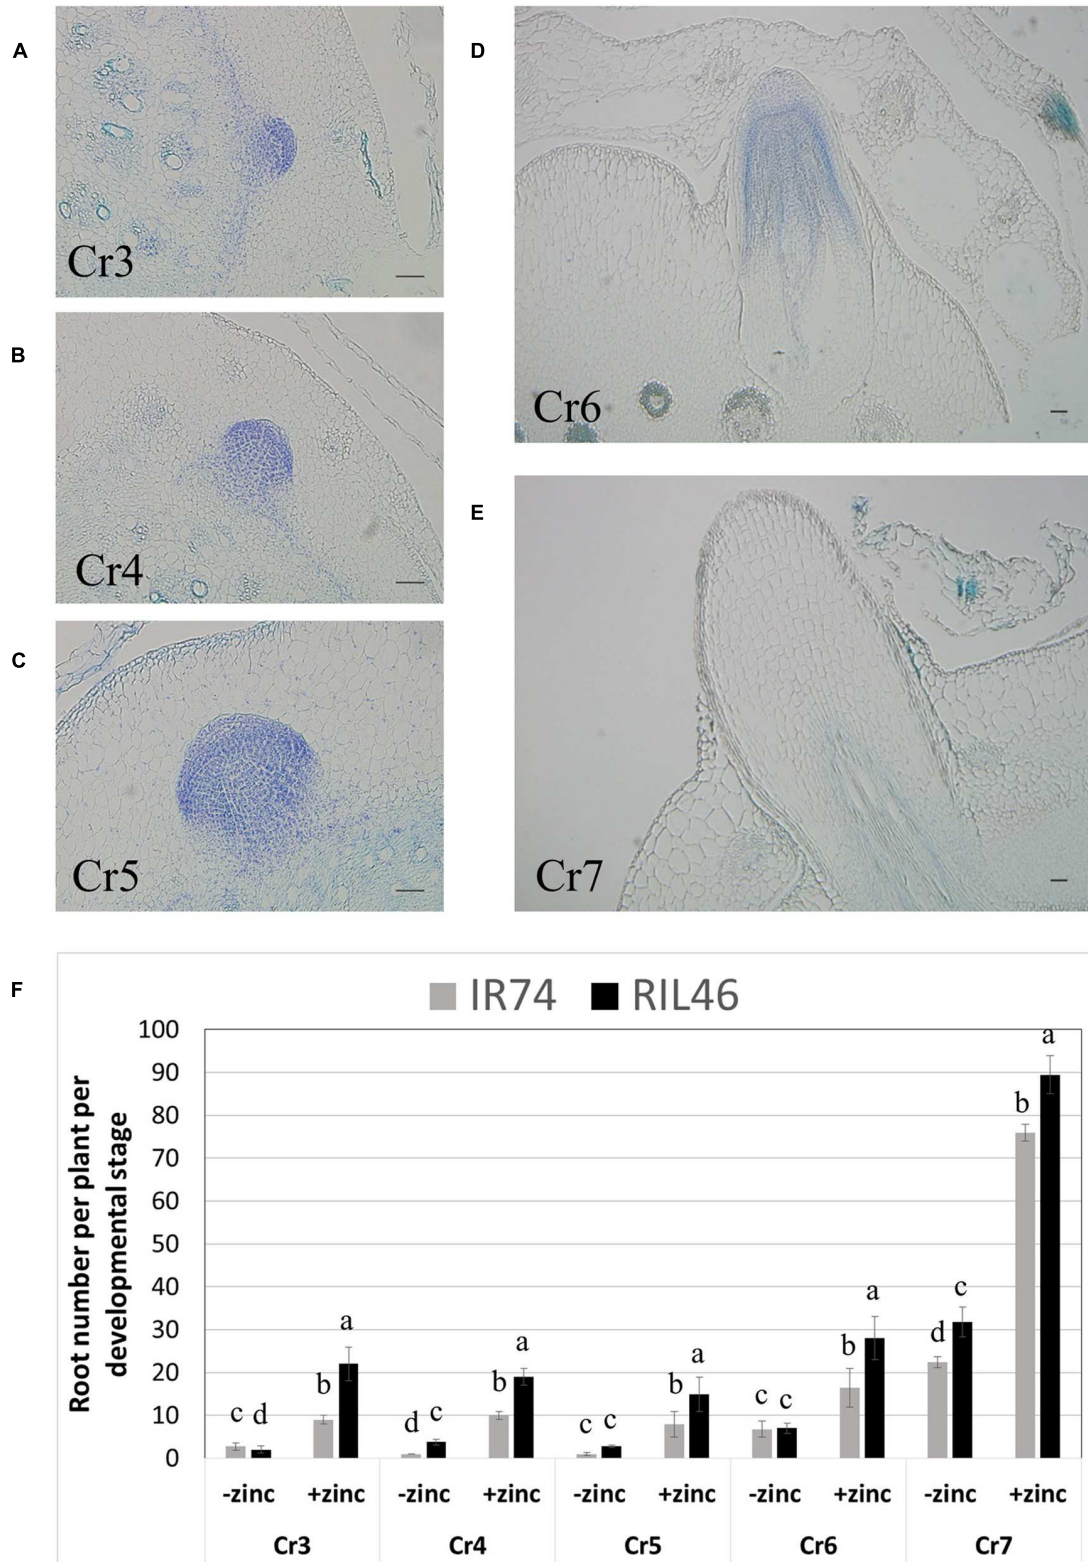 A
Cr3
B
Cr4
C
Cr5
D
Cr6
E
Cr7
F
IR74 RIL46
Root number per plant per
developmental stage
100
90
80
70
60
50
40
30
20
10
0
c d b a d c b a c c b a c c b a d c b a
-zinc +zinc -zinc +zinc -zinc +zinc -zinc +zinc -zinc +zinc
Cr3 Cr4 Cr5 Cr6 Cr7